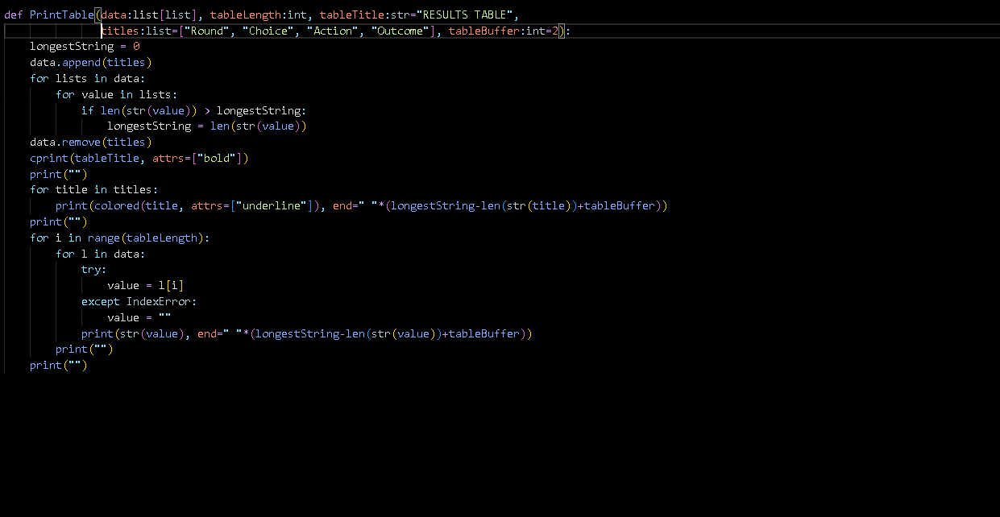 def PrintTable(data:list[list], tableLength:int, tableTitle:str="RESULTS TABLE",
               titles:list=["Round", "Choice", "Action", "Outcome"], tableBuffer:int=2):
    longestString = 0
    data.append(titles)
    for lists in data:
        for value in lists:
            if len(str(value)) > longestString:
                longestString = len(str(value))
    data.remove(titles)
    cprint(tableTitle, attrs=["bold"])
    print("")
    for title in titles:
        print(colored(title, attrs=["underline"]), end=" "*(longestString-len(str(title))+tableBuffer))
    print("")
    for i in range(tableLength):
        for l in data:
            try:
                value = l[i]
            except IndexError:
                value = ""
            print(str(value), end=" "*(longestString-len(str(value))+tableBuffer))
        print("")
    print("")